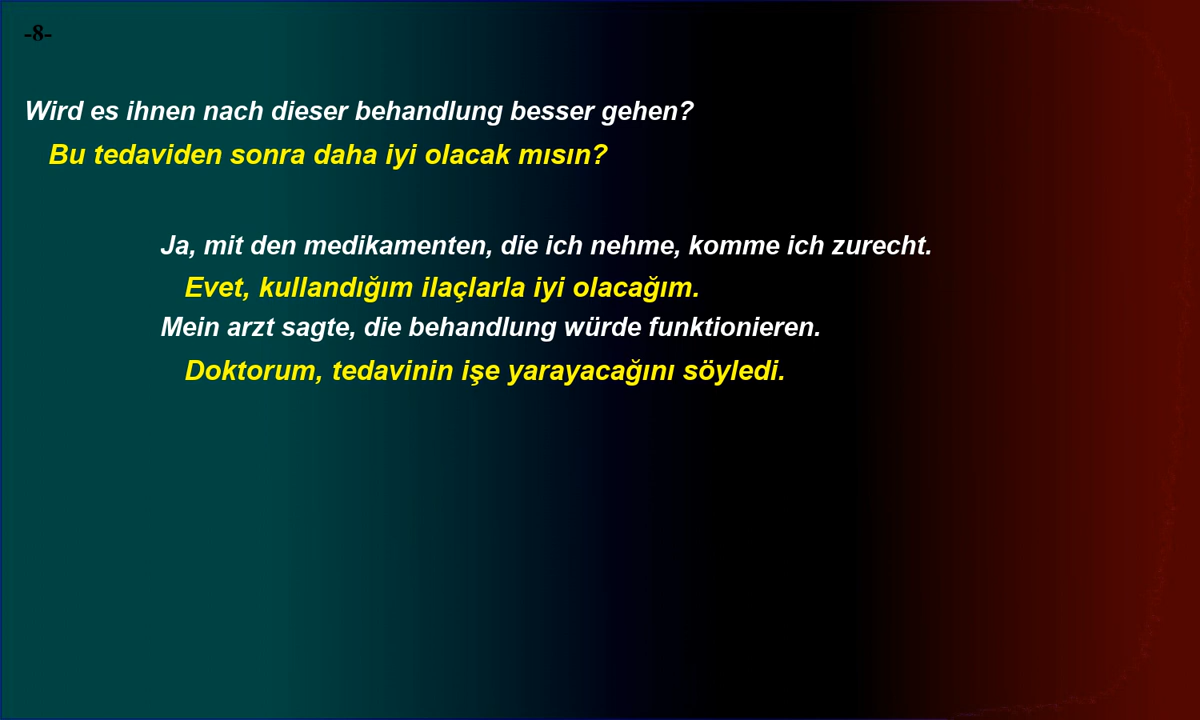 -8-
Wird es ihnen nach dieser behandlung besser gehen?
Bu tedaviden sonra daha iyi olacak mısın?
Ja, mit den medikamenten, die ich nehme, komme ich zurecht.
Evet, kullandığım ilaçlarla iyi olacağım.
Mein arzt sagte, die behandlung würde funktionieren.
Doktorum, tedavinin işe yarayacağını söyledi.